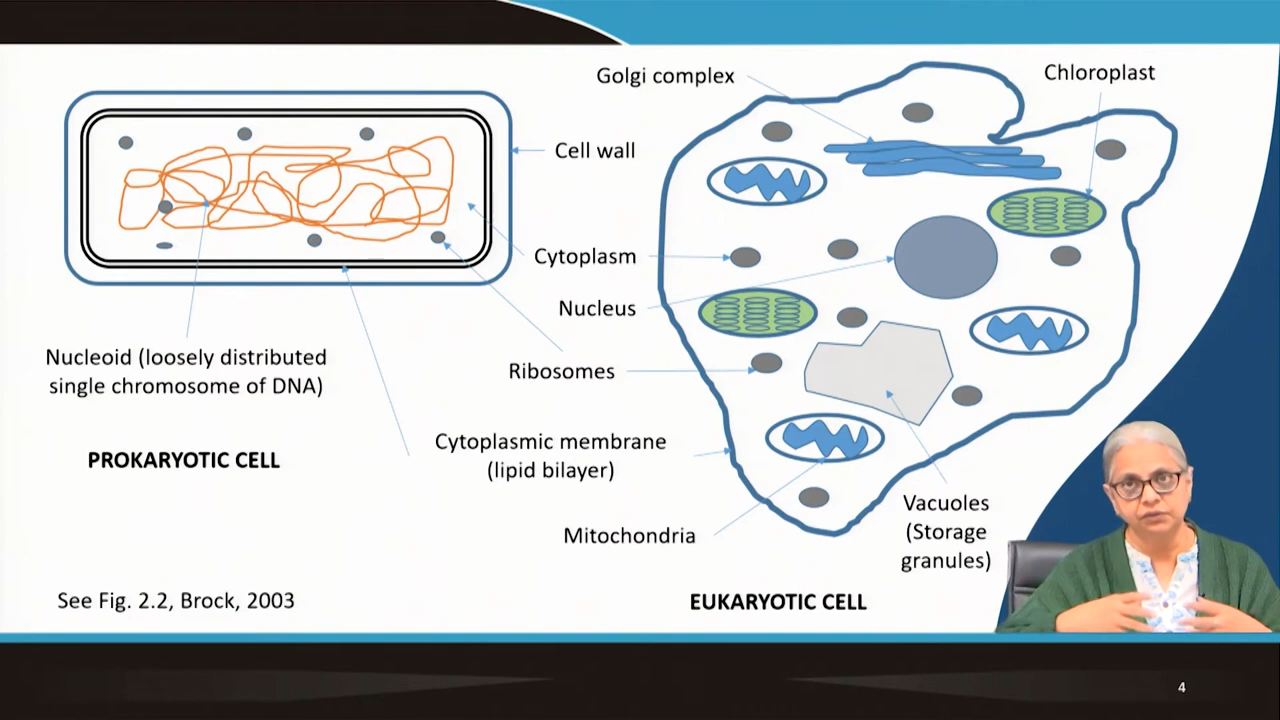 Golgi complex
Chloroplast
Cell wall
Cytoplasm
Nucleus
Nucleoid (loosely distributed
single chromosome of DNA)
Ribosomes
Cytoplasmic membrane
(lipid bilayer)
PROKARYOTIC CELL
Mitochondria
Vacuoles
(Storage
granules)
See Fig. 2.2, Brock, 2003
EUKARYOTIC CELL
4